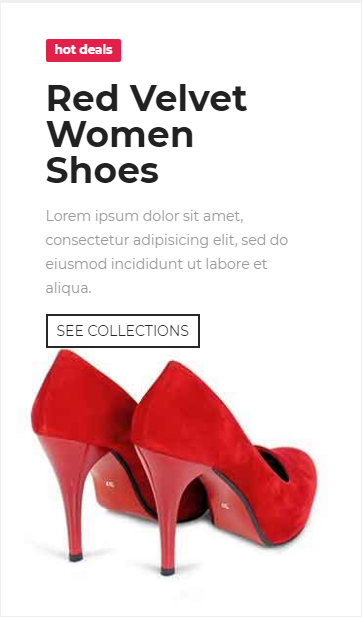 hot deals
Red Velvet
Women
Shoes
Lorem ipsum dolor sit amet,
consectetur adipisicing elit, sed do
eiusmod incididunt ut labore et
aliqua.
SEE COLLECTIONS